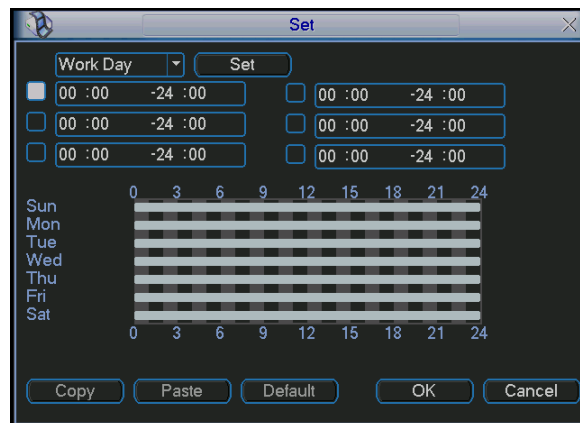 Set
Work Day Set
00 :00 -24 :00 00 :00 -24 :00
00 :00 -24 :00 00 :00 -24 :00
00 :00 -24 :00 00 :00 -24 :00
0 3 6 9 12 15 18 21 24
Sun
Mon
Tue
Wed
Thu
Fri
Sat
0 3 6 9 12 15 18 21 24
Copy Paste Default OK Cancel